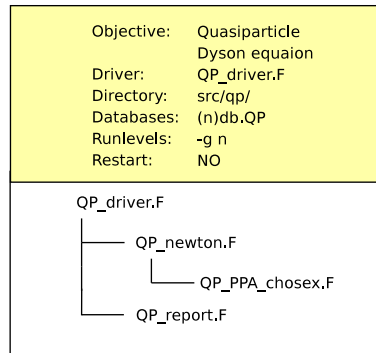 Objective: Quasiparticle
Dyson equaion
Driver: QP_driver.F
Directory: src/qp/
Databases: (n)db.QP
Runlevels: -g n
Restart: NO
QP_driver.F
QP_newton.F
QP_PPA_chosex.F
QP_report.F